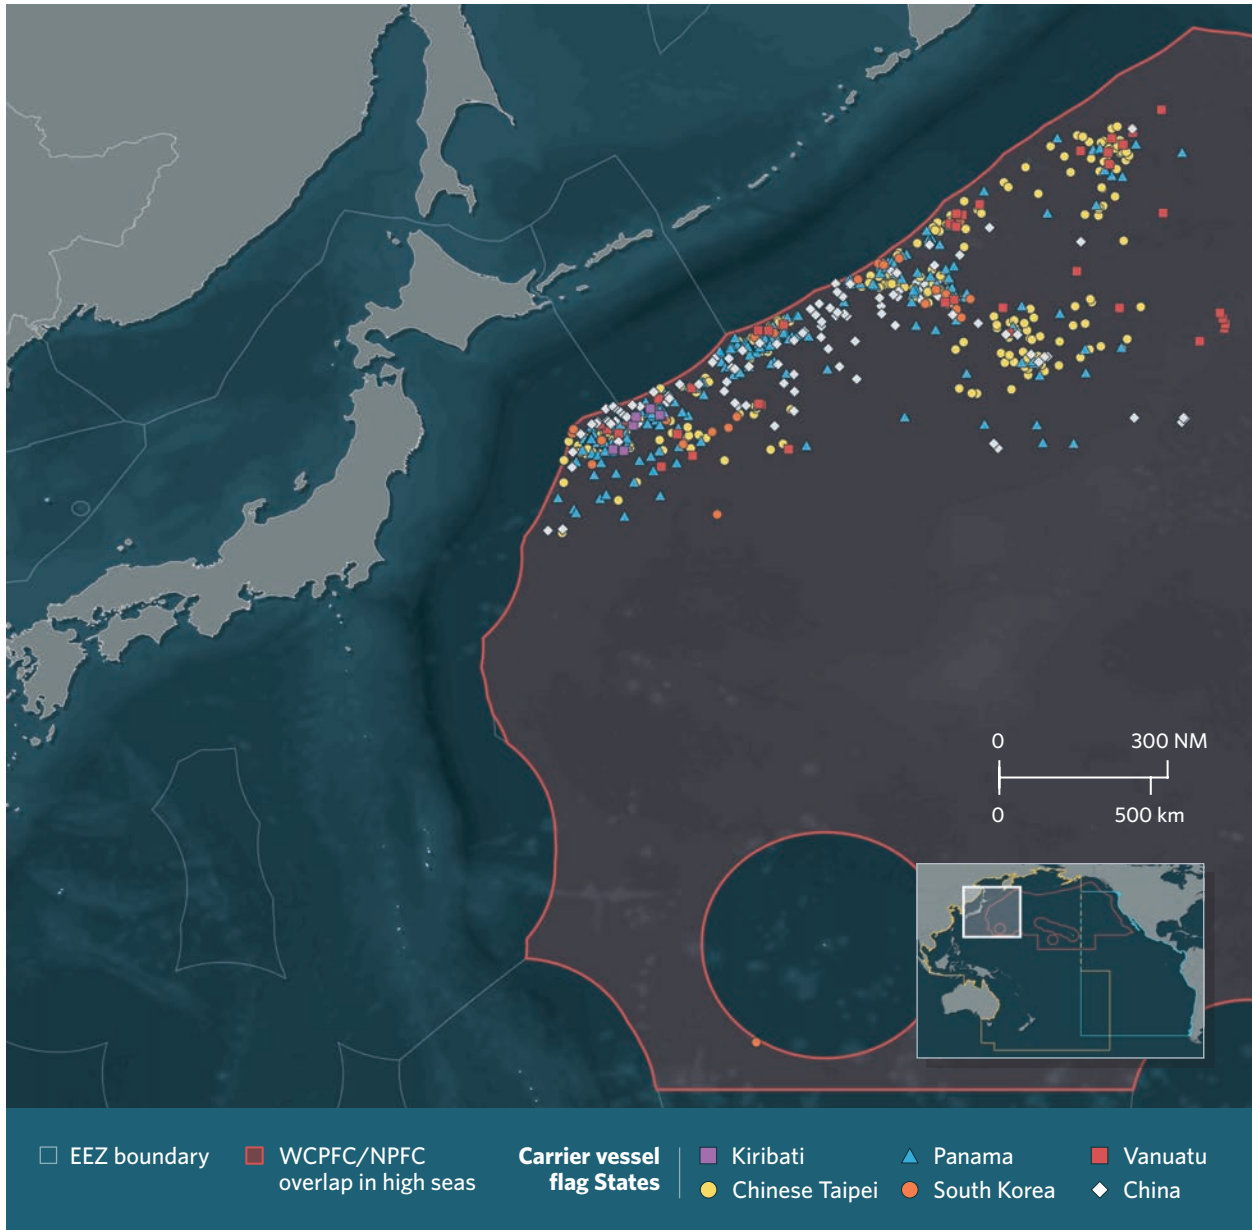 0 300 NM
0 500 km
EEZ boundary
WCPFC/NPFC
overlap in high seas
Carrier vessel
flag States
Kiribati
Panama
Vanuatu
Chinese Taipei
South Korea
China